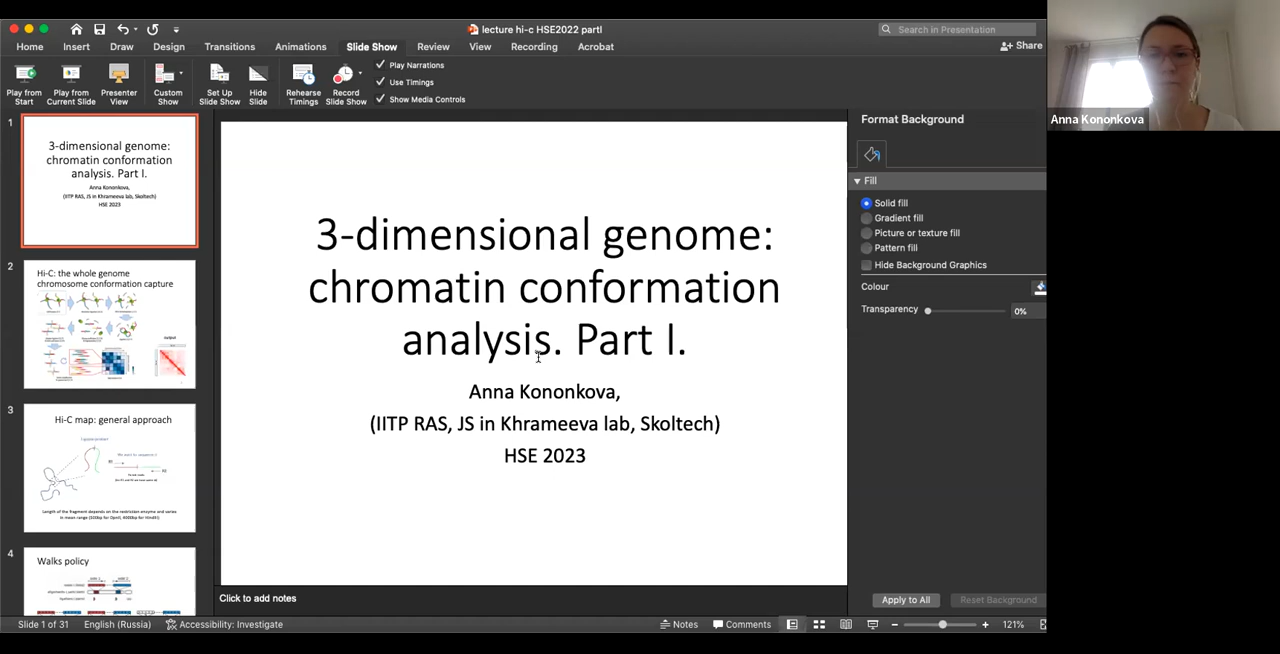 lecture hi-c HSE2022 partI
Search in Presentation
Home Insert Draw Design Transitions Animations Slide Show Review View Recording Acrobat
Share
Play from Start
Play from Current Slide
Presenter View
Custom Show
Set Up Slide Show
Hide Slide
Rehearse Timings
Record Slide Show
Play Narrations
Use Timings
Show Media Controls
Anna Kononkova
1
3-dimensional genome:
chromatin conformation
analysis. Part I.
Anna Kononkova,
(IITP RAS, JS in Khrameeva lab, Skoltech)
HSE 2023
2
Hi-C: the whole genome
chromosome conformation capture
output
3
Hi-C map: general approach
Length of the fragment depends on the restriction enzyme and varies
in mean range (500bp for DpnII, 4000bp for HindIII)
4
Walks policy
3-dimensional genome:
chromatin conformation
analysis. Part I.
Anna Kononkova,
(IITP RAS, JS in Khrameeva lab, Skoltech)
HSE 2023
Format Background
Fill
Solid fill
Gradient fill
Picture or texture fill
Pattern fill
Hide Background Graphics
Colour
Transparency 0%
Apply to All Reset Background
Click to add notes
Slide 1 of 31 English (Russia) Accessibility: Investigate Notes Comments 121%